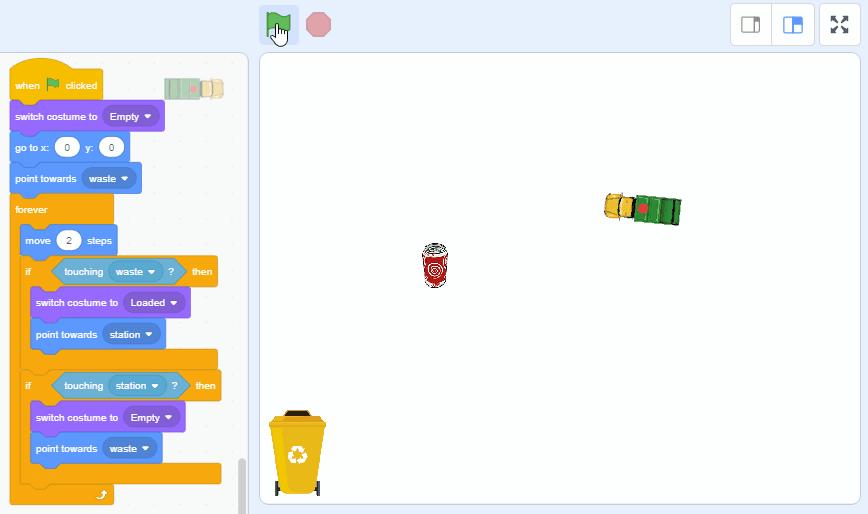 when clicked
switch costume to Empty
go to x: 0 y: 0
point towards waste
forever
move 2 steps
if touching waste ? then
switch costume to Loaded
point towards station
if touching station ? then
switch costume to Empty
point towards waste